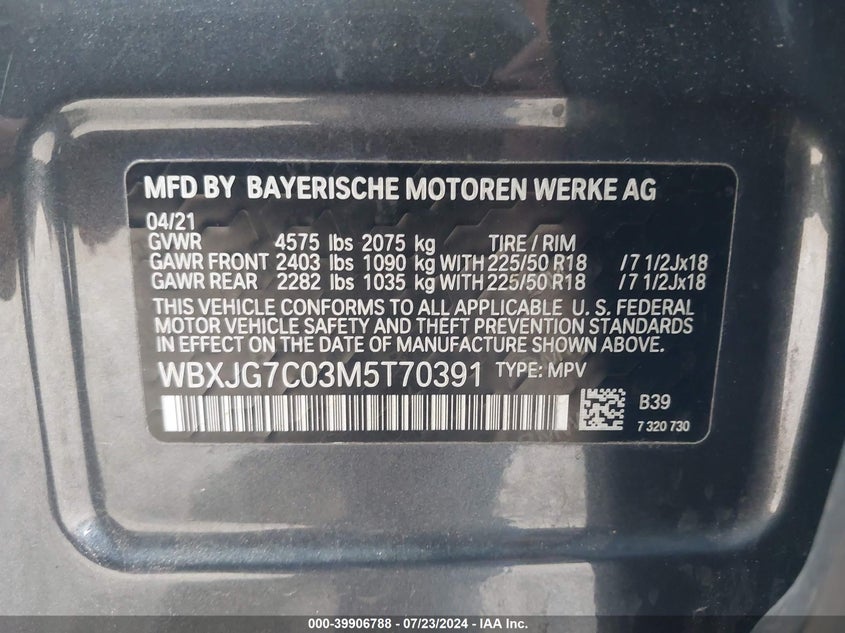 MFD BY BAYERISCHE MOTOREN WERKE AG
04/21
GVWR 4575 lbs 2075 kg TIRE / RIM
GAWR FRONT 2403 lbs 1090 kg WITH 225/50 R18 /7 1/2Jx18
GAWR REAR 2282 lbs 1035 kg WITH 225/50 R18 /7 1/2Jx18
THIS VEHICLE CONFORMS TO ALL APPLICABLE U. S. FEDERAL
MOTOR VEHICLE SAFETY AND THEFT PREVENTION STANDARDS
IN EFFECT ON THE DATE OF MANUFACTURE SHOWN ABOVE.
WBXJG7C03M5T70391 TYPE: MPV
B39
7 320 730
000-39906788 - 07/23/2024 - IAA Inc.